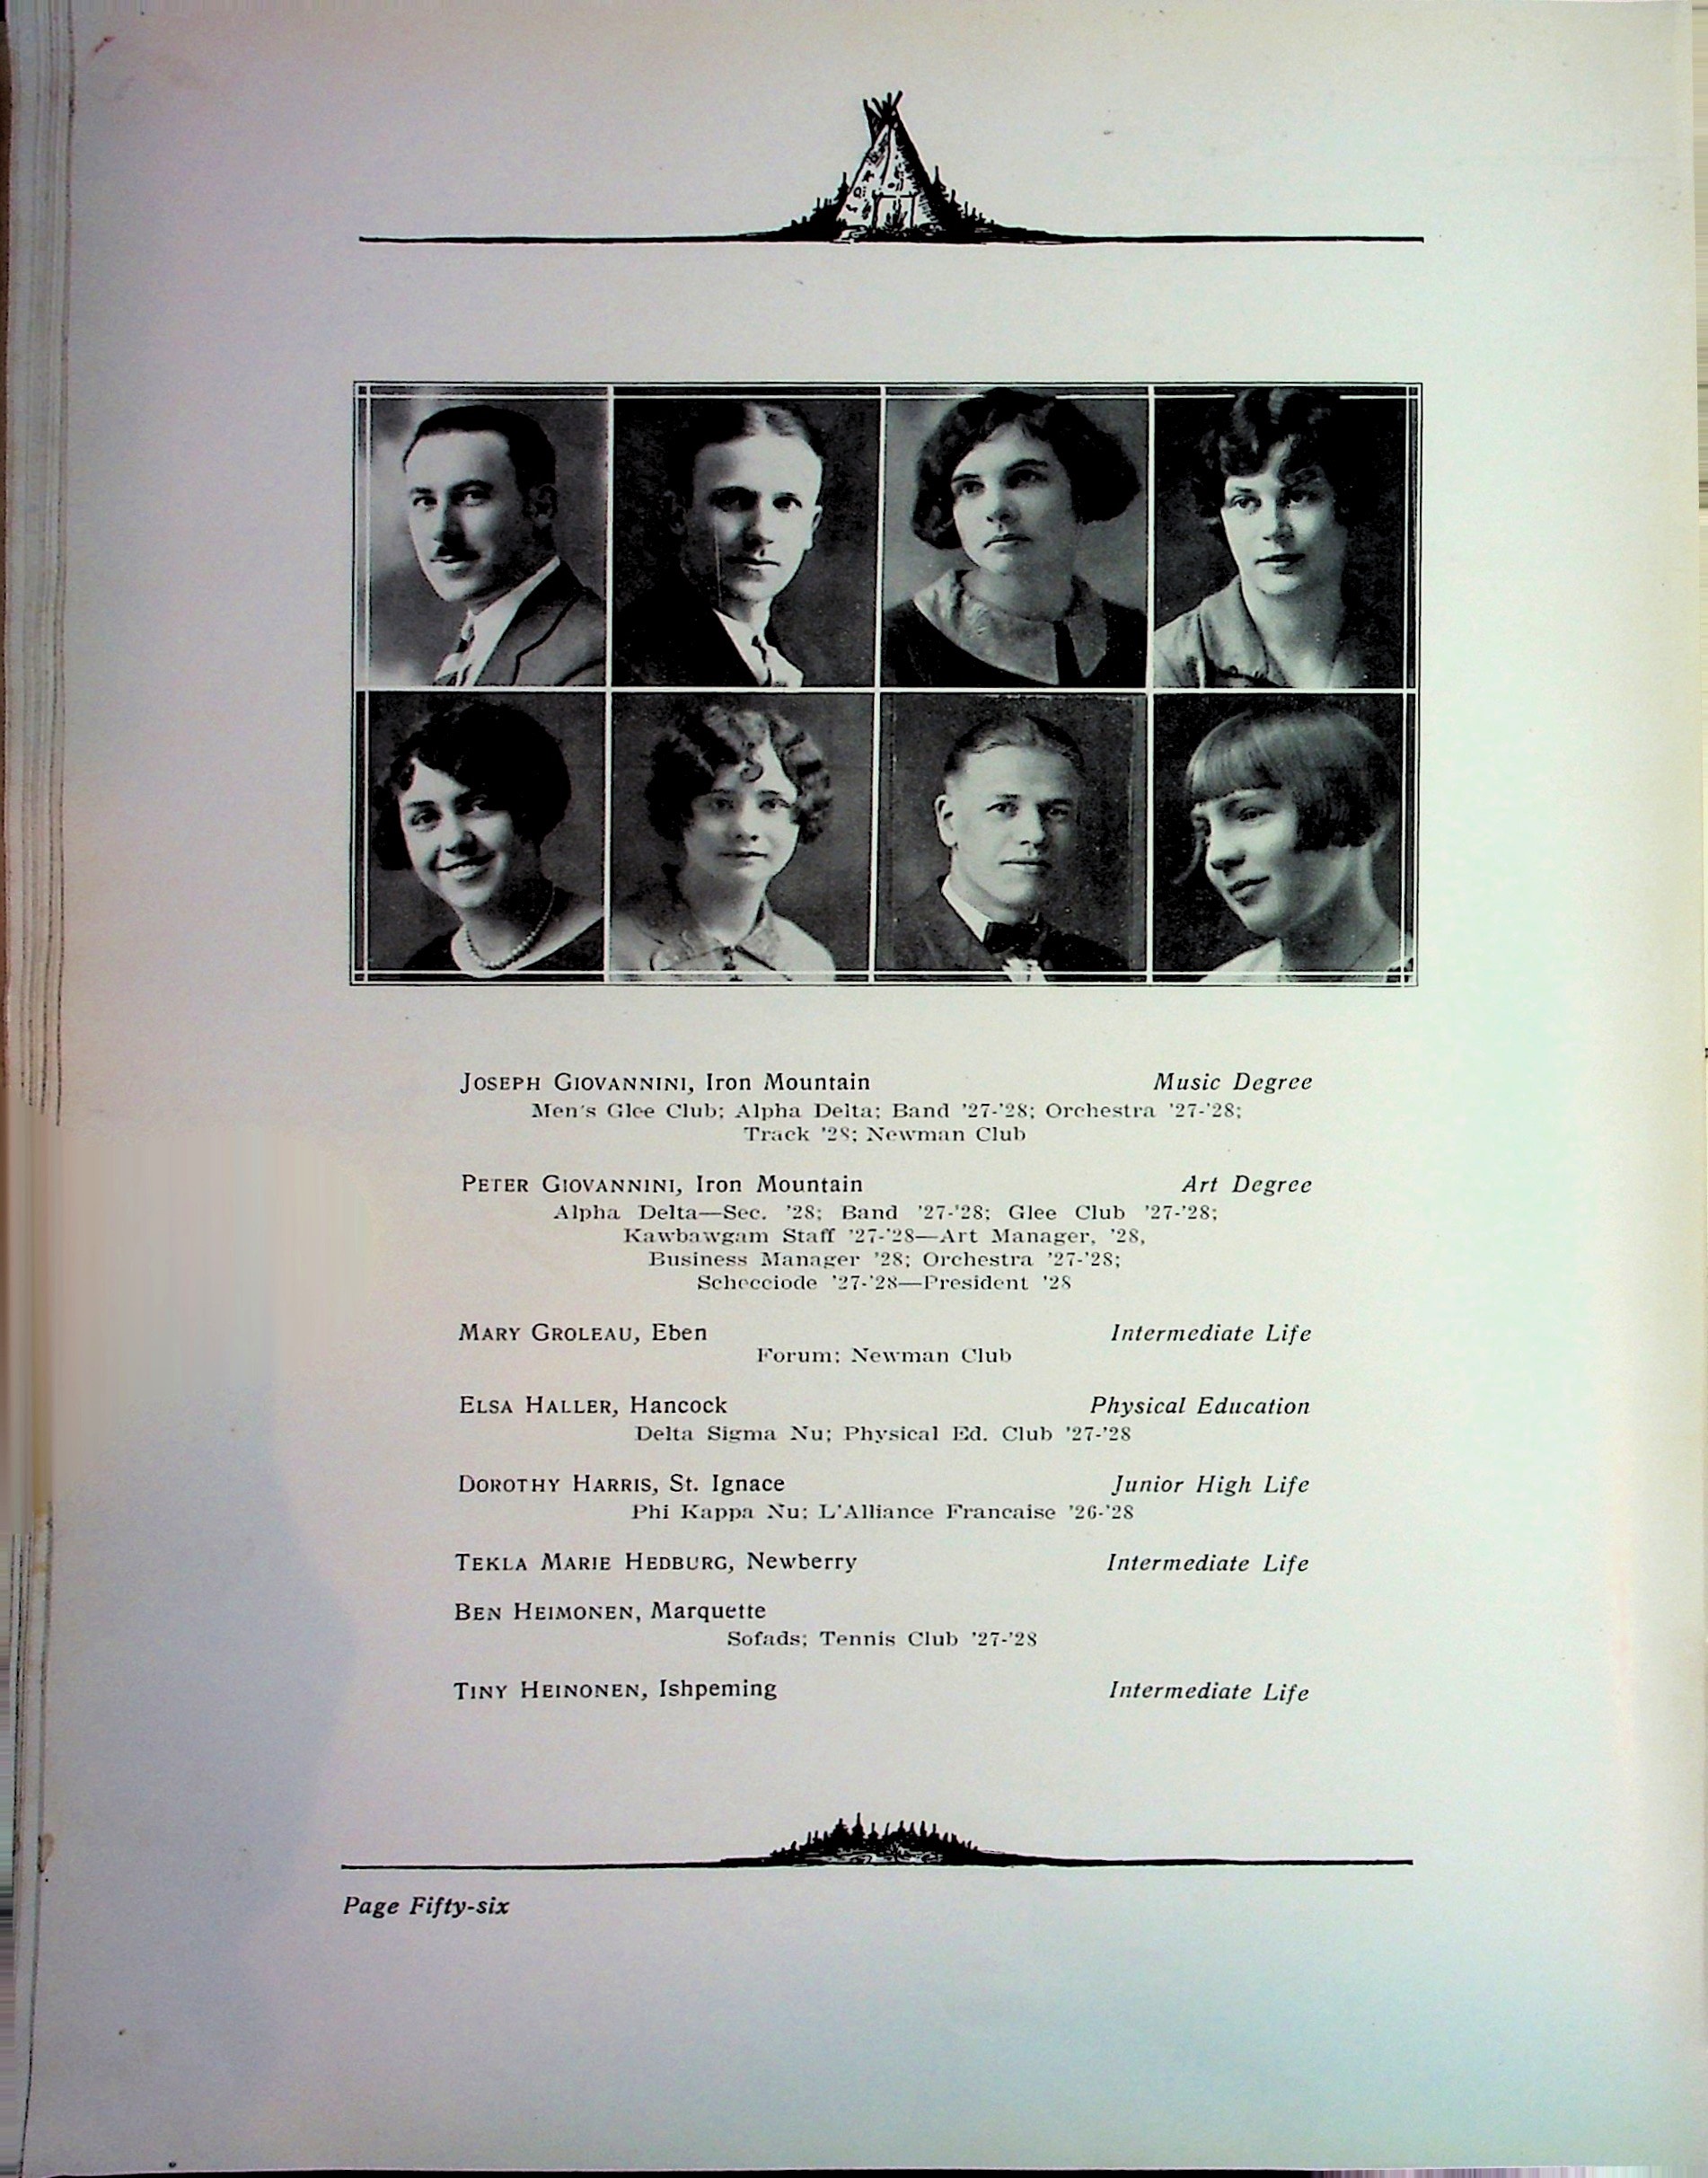 JOSEPH GIOVANNINI, Iron Mountain Music Degree
Men's Glee Club; Alpha Delta; Band '27-'28; Orchestra '27-'28;
Track '28; Newman Club
PETER GIOVANNINI, Iron Mountain Art Degree
Alpha Delta—Sec. '28; Band '27-'28; Glee Club '27-'28;
Kawbawgam Staff '27-'28—Art Manager, '28,
Business Manager '28; Orchestra '27-'28;
Schecciode '27-'28—President '28
MARY GROLEAU, Eben Intermediate Life
Forum; Newman Club
ELSA HALLER, Hancock Physical Education
Delta Sigma Nu; Physical Ed. Club '27-'28
DOROTHY HARRIS, St. Ignace Junior High Life
Phi Kappa Nu; L'Alliance Francaise '26-'28
TEKLA MARIE HEDBURG, Newberry Intermediate Life
BEN HEIMONEN, Marquette
Sofads; Tennis Club '27-'28
TINY HEINONEN, Ishpeming Intermediate Life
Page Fifty-six